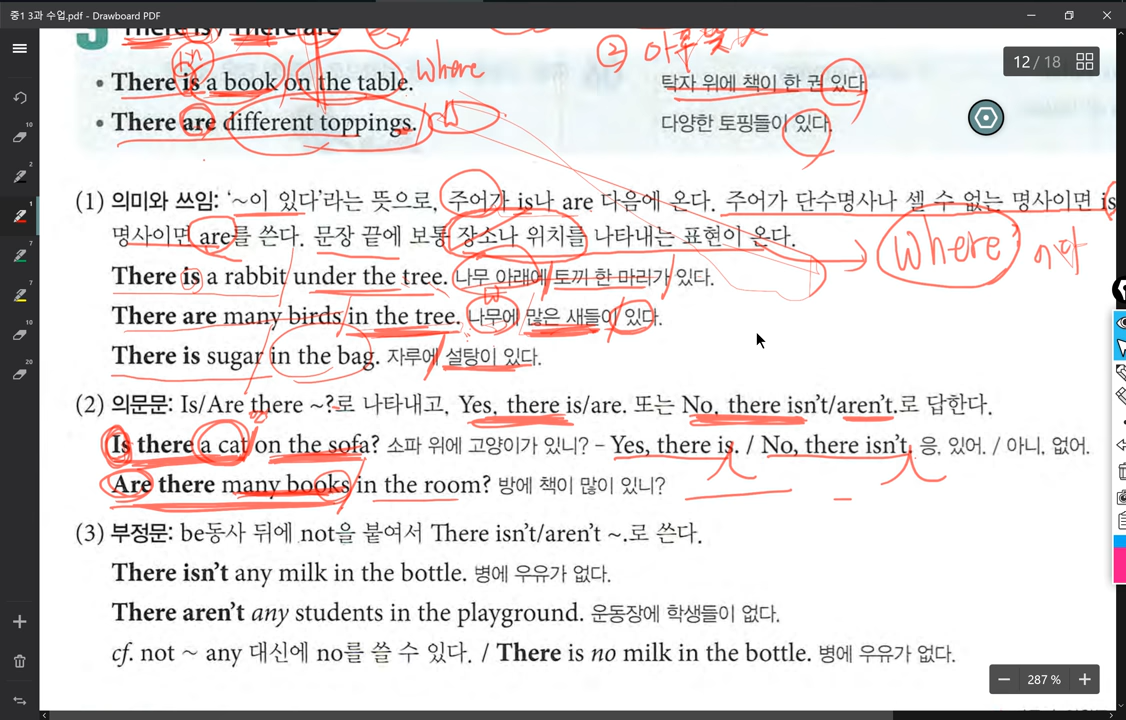 중1 3과 수업.pdf - Drawboard PDF
12 / 18
② 
• There is a book on the table. where 탁자 위에 책이 한 권 있다.
• There are different toppings. 다양한 토핑들이 있다.
(1) 의미와 쓰임: ‘~이 있다’라는 뜻으로, 주어가 is나 are 다음에 온다. 주어가 단수명사나 셀 수 없는 명사이면 is
명사이면 are를 쓴다. 문장 끝에 보통 장소나 위치를 나타내는 표현이 온다. where
There is a rabbit under the tree. 나무 아래에 토끼 한 마리가 있다.
There are many birds in the tree. 나무에 많은 새들이 있다.
There is sugar in the bag. 자루에 설탕이 있다.
(2) 의문문: Is/Are there ~?로 나타내고, Yes, there is/are. 또는 No, there isn’t/aren’t.로 답한다.
Is there a cat on the sofa? 소파 위에 고양이가 있니? – Yes, there is. / No, there isn’t. 응, 있어. / 아니, 없어.
Are there many books in the room? 방에 책이 많이 있니?
(3) 부정문: be동사 뒤에 not을 붙여서 There isn’t/aren’t ~.로 쓴다.
There isn’t any milk in the bottle. 병에 우유가 없다.
There aren’t any students in the playground. 운동장에 학생들이 없다.
cf. not ~ any 대신에 no를 쓸 수 있다. / There is no milk in the bottle. 병에 우유가 없다.
287 %